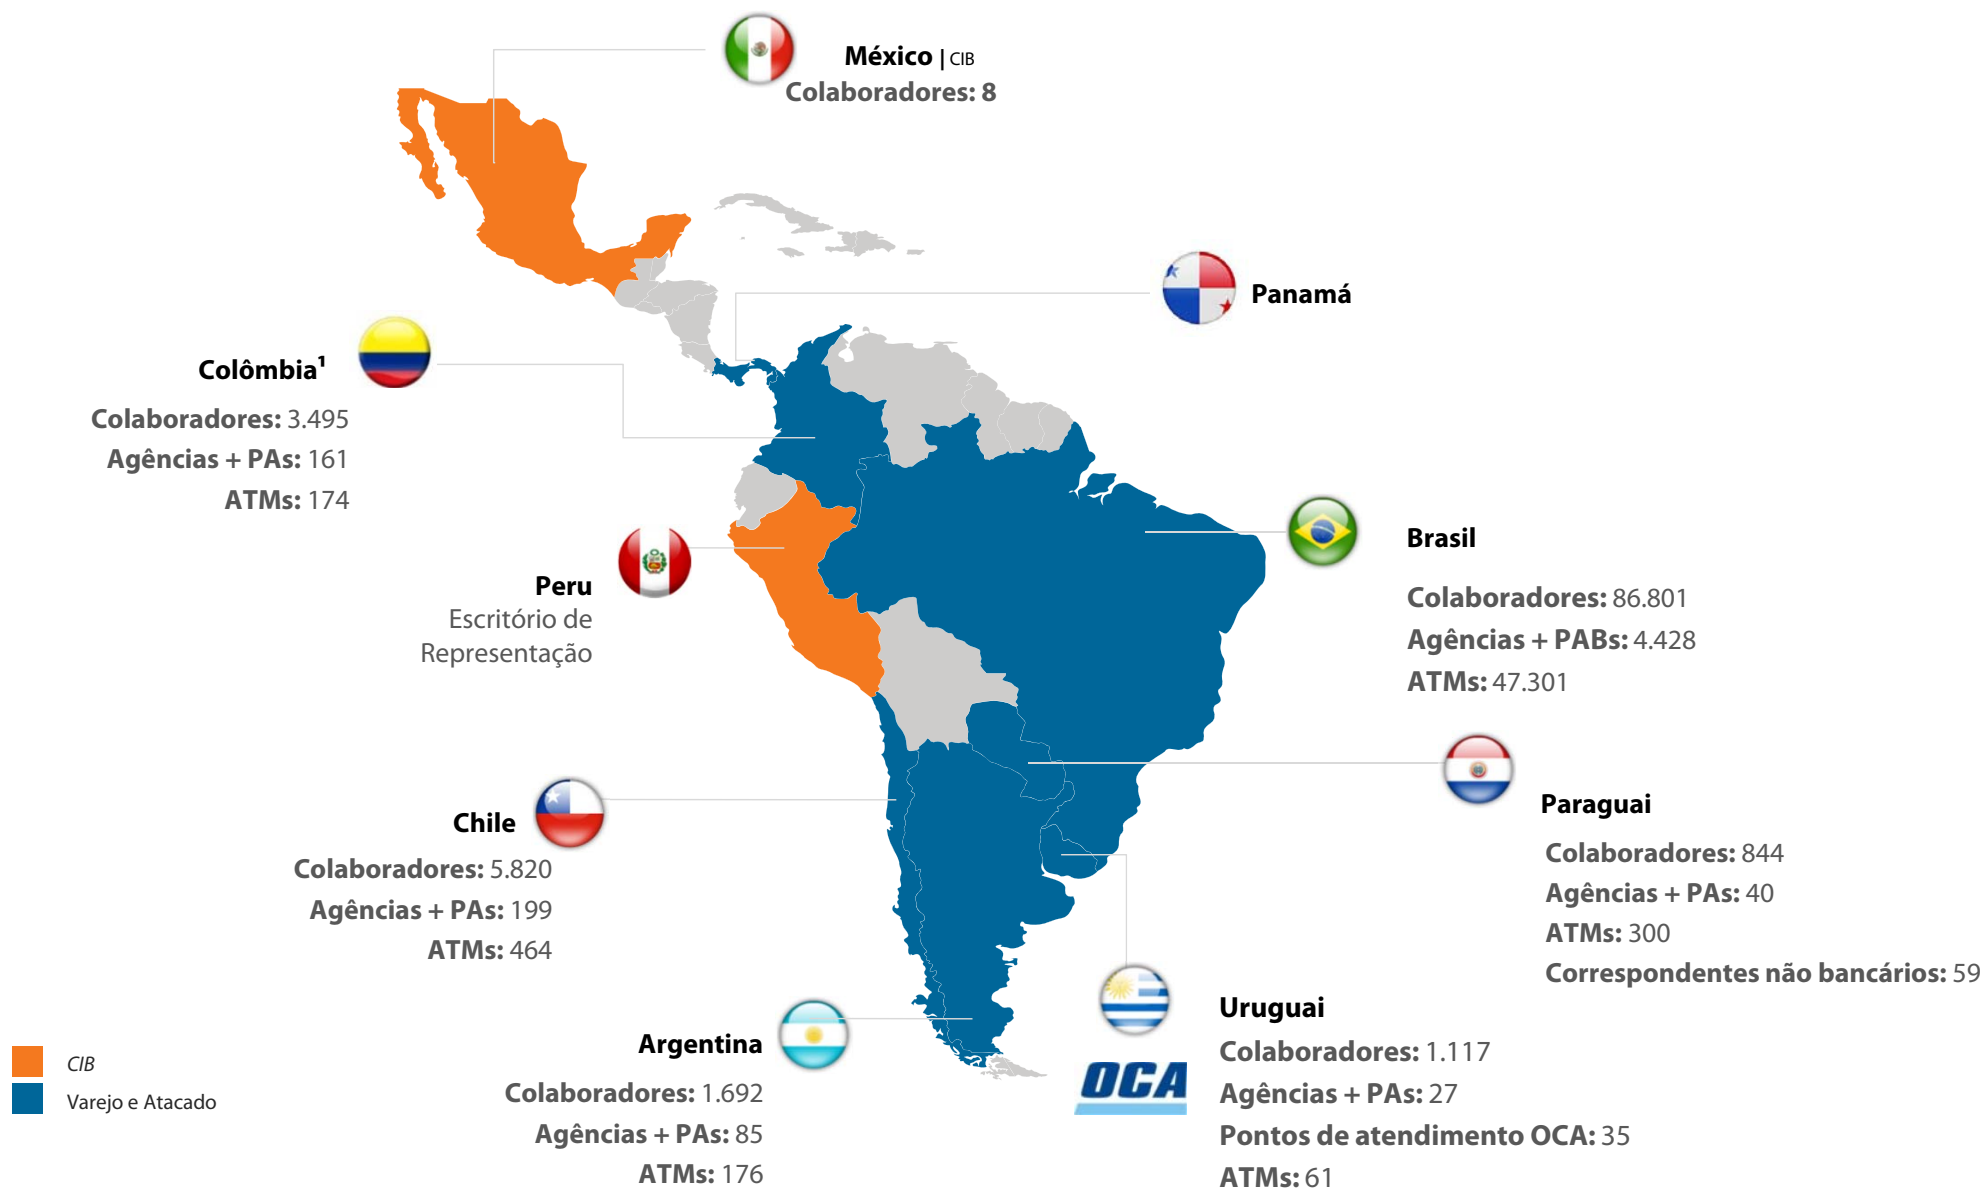 México | CIB
Colaboradores: 8
Panamá
Colômbia¹
Colaboradores: 3.495
Agências + PAs: 161
ATMs: 174
Brasil
Colaboradores: 86.801
Agências + PABs: 4.428
ATMs: 47.301
Peru
Escritório de
Representação
Paraguai
Colaboradores: 844
Agências + PAs: 40
ATMs: 300
Correspondentes não bancários: 59
Chile
Colaboradores: 5.820
Agências + PAs: 199
ATMs: 464
Uruguai
Colaboradores: 1.117
Agências + PAs: 27
Pontos de atendimento OCA: 35
ATMs: 61
OCA
Argentina
Colaboradores: 1.692
Agências + PAs: 85
ATMs: 176
CIB
Varejo e Atacado